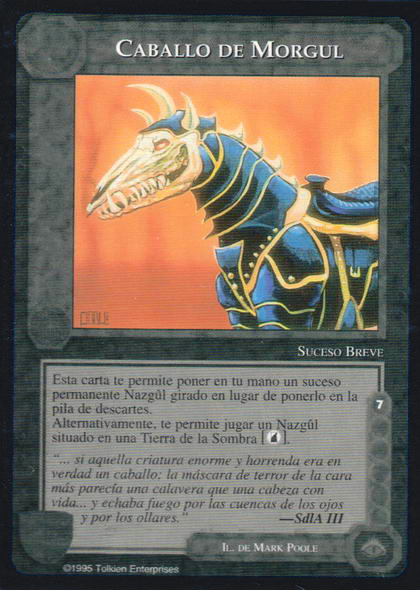 CABALLO DE MORGUL
SUCESO BREVE
Esta carta te permite poner en tu mano un suceso
permanente Nazgûl girado en lugar de ponerlo en la
pila de descartes.
7
Alternativamente, te permite jugar un Nazgûl
situado en una Tierra de la Sombra [ ].
"... si aquella criatura enorme y horrenda era en
verdad un caballo; la máscara de terror de la cara
más parecía una calavera que una cabeza con
vida... y echaba fuego por las cuencas de los ojos
y por los ollares."
—SdlA III
IL. DE MARK POOLE
©1995 Tolkien Enterprises